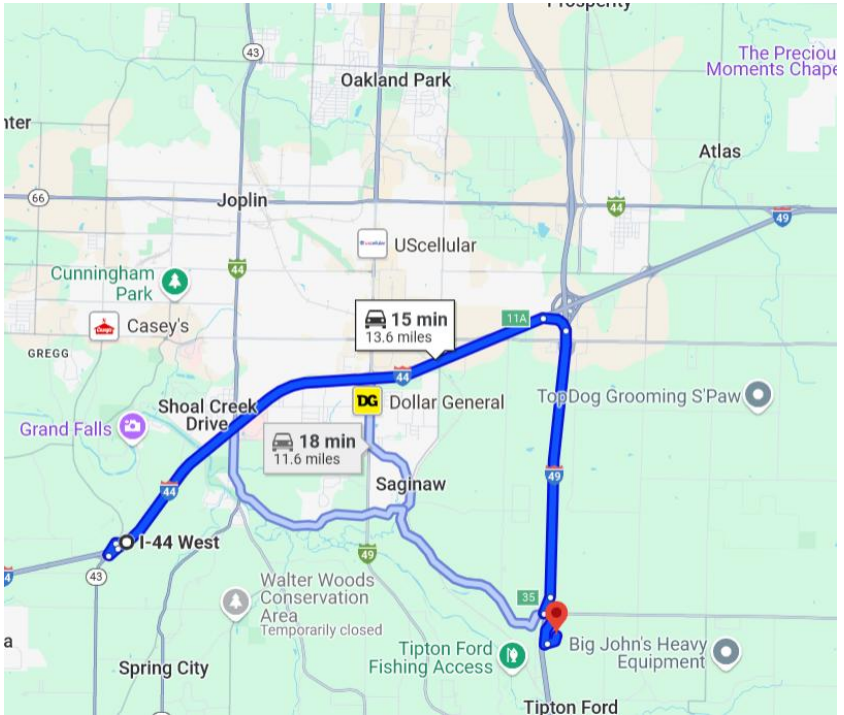 Prosperity
43
The Preciou
Moments Chape
Oakland Park
nter
Atlas
66
Joplin
44
49
UScellular
44
Cunningham
Park
15 min
13.6 miles
11A
Casey's
GREGG
44
DG
Dollar General
TopDog Grooming S'Paw
Shoal Creek
Drive
Grand Falls
18 min
11.6 miles
49
44
Saginaw
I-44 West
49
4
43
Walter Woods
Conservation
Area
Temporarily closed
35
a
Tipton Ford
Fishing Access
Big John's Heavy
Equipment
Spring City
Tipton Ford